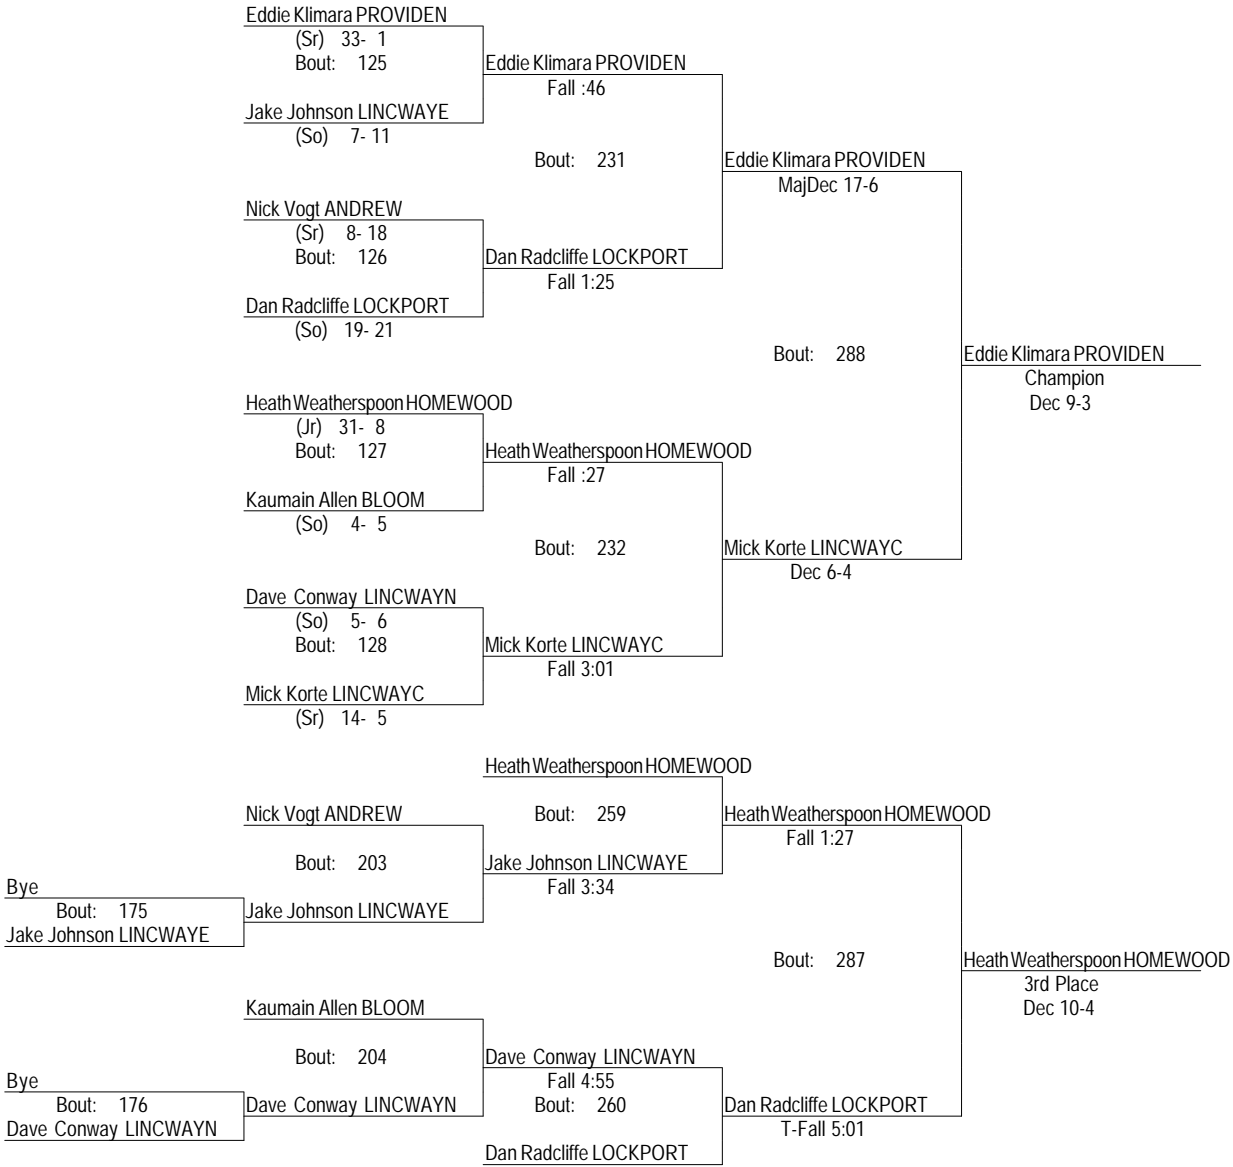 Eddie Klimara PROVIDEN
(Sr) 33- 1
Bout: 125
Eddie Klimara PROVIDEN
Fall :46
Jake Johnson LINCWAYE
(So) 7- 11
Bout: 231
Eddie Klimara PROVIDEN
MajDec 17-6
Nick Vogt ANDREW
(Sr) 8- 18
Bout: 126
Dan Radcliffe LOCKPORT
Fall 1:25
Dan Radcliffe LOCKPORT
(So) 19- 21
Bout: 288
Eddie Klimara PROVIDEN
Champion
Dec 9-3
Heath Weatherspoon HOMEWOOD
(Jr) 31- 8
Bout: 127
Heath Weatherspoon HOMEWOOD
Fall :27
Kaumain Allen BLOOM
(So) 4- 5
Bout: 232
Mick Korte LINCWAYC
Dec 6-4
Dave Conway LINCWAYN
(So) 5- 6
Bout: 128
Mick Korte LINCWAYC
Fall 3:01
Mick Korte LINCWAYC
(Sr) 14- 5
Heath Weatherspoon HOMEWOOD
Nick Vogt ANDREW
Bout: 259
Heath Weatherspoon HOMEWOOD
Fall 1:27
Bout: 203
Jake Johnson LINCWAYE
Fall 3:34
Bye
Bout: 175
Jake Johnson LINCWAYE
Jake Johnson LINCWAYE
Bout: 287
Heath Weatherspoon HOMEWOOD
3rd Place
Dec 10-4
Kaumain Allen BLOOM
Bout: 204
Dave Conway LINCWAYN
Fall 4:55
Bye
Bout: 176
Dave Conway LINCWAYN
Dave Conway LINCWAYN
Bout: 260
Dan Radcliffe LOCKPORT
T-Fall 5:01
Dan Radcliffe LOCKPORT